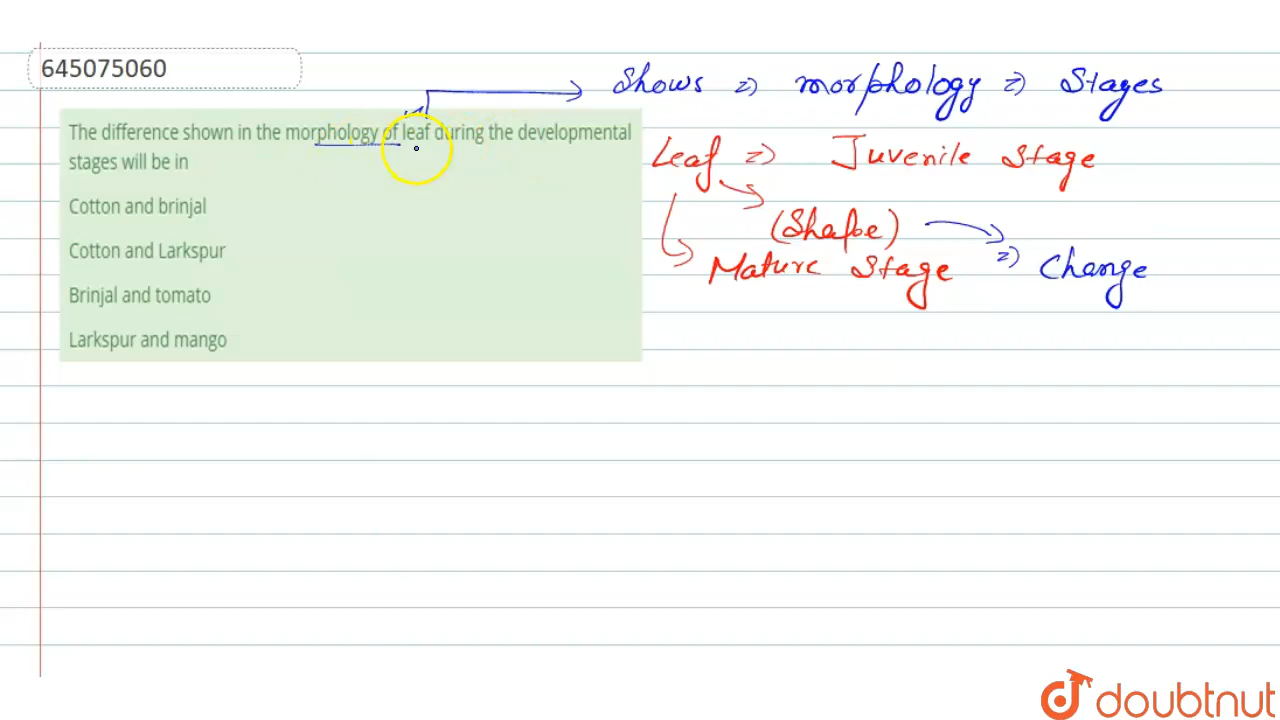 645075060
Shows ⇒ morphology ⇒ Stages
The difference shown in the morphology of leaf during the developmental
stages will be in
Cotton and brinjal
Cotton and Larkspur
Brinjal and tomato
Larkspur and mango
Leaf ⇒ Juvenile Stage
(Shape)
Mature Stage ⇒ Change
doubtnut